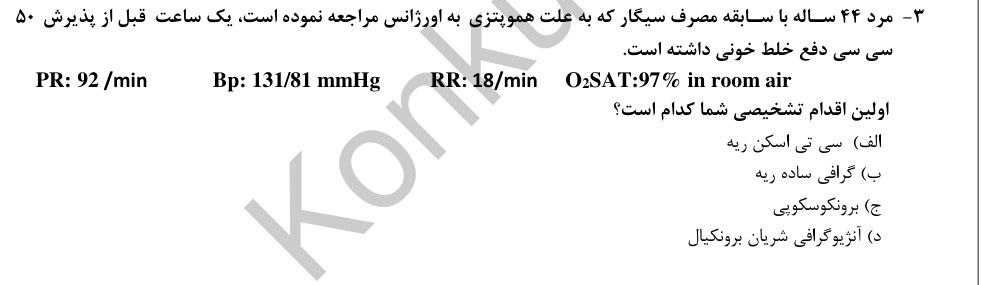 ۳- مرد ۴۴ ساله با سابقه مصرف سیگار که به علت هموپتزی به اورژانس مراجعه نموده است، یک ساعت قبل از پذیرش ۵۰
سی سی دفع خلط خونی داشته است.
PR: 92 /min Bp: 131/81 mmHg RR: 18/min O₂SAT:97% in room air
اولین اقدام تشخیصی شما کدام است؟
الف) سی تی اسکن ریه
ب) گرافی ساده ریه
ج) برونکوسکوپی
د) آنژیوگرافی شریان برونکیال
Konku